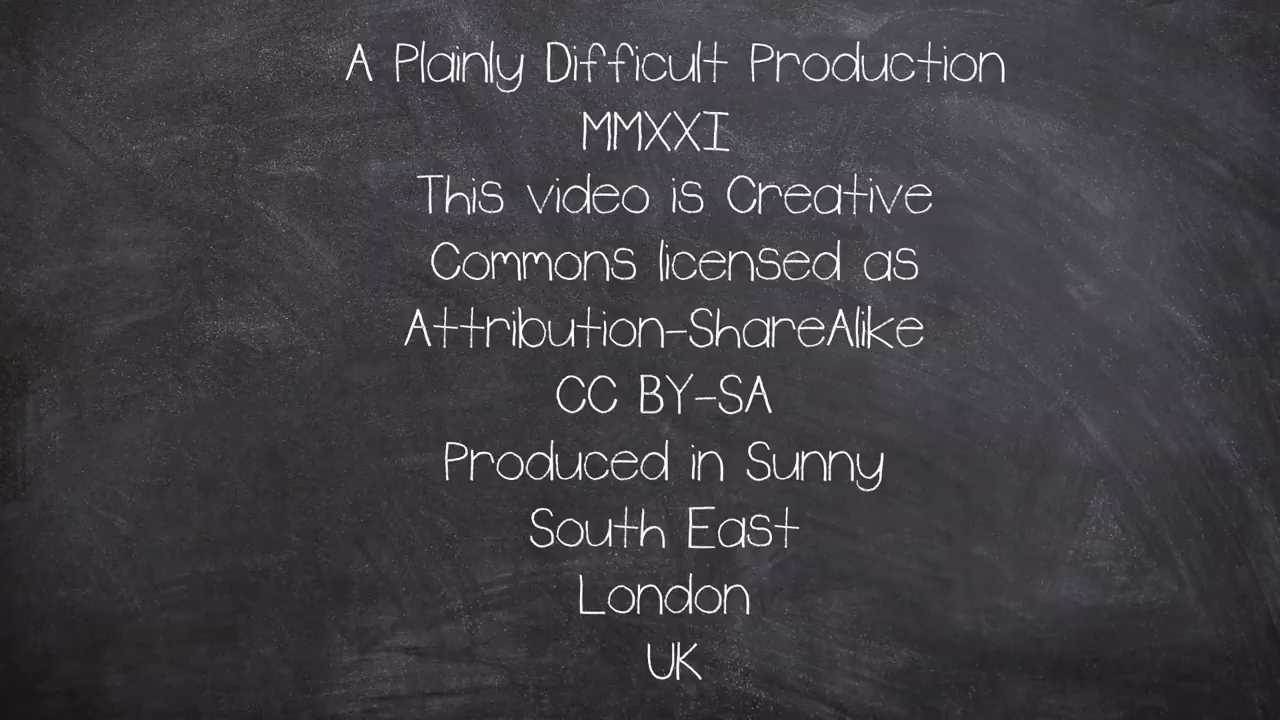 A Plainly Difficult Production
MMXXI
This video is Creative
Commons licensed as
Attribution-ShareAlike
CC BY-SA
Produced in Sunny
South East
London
UK